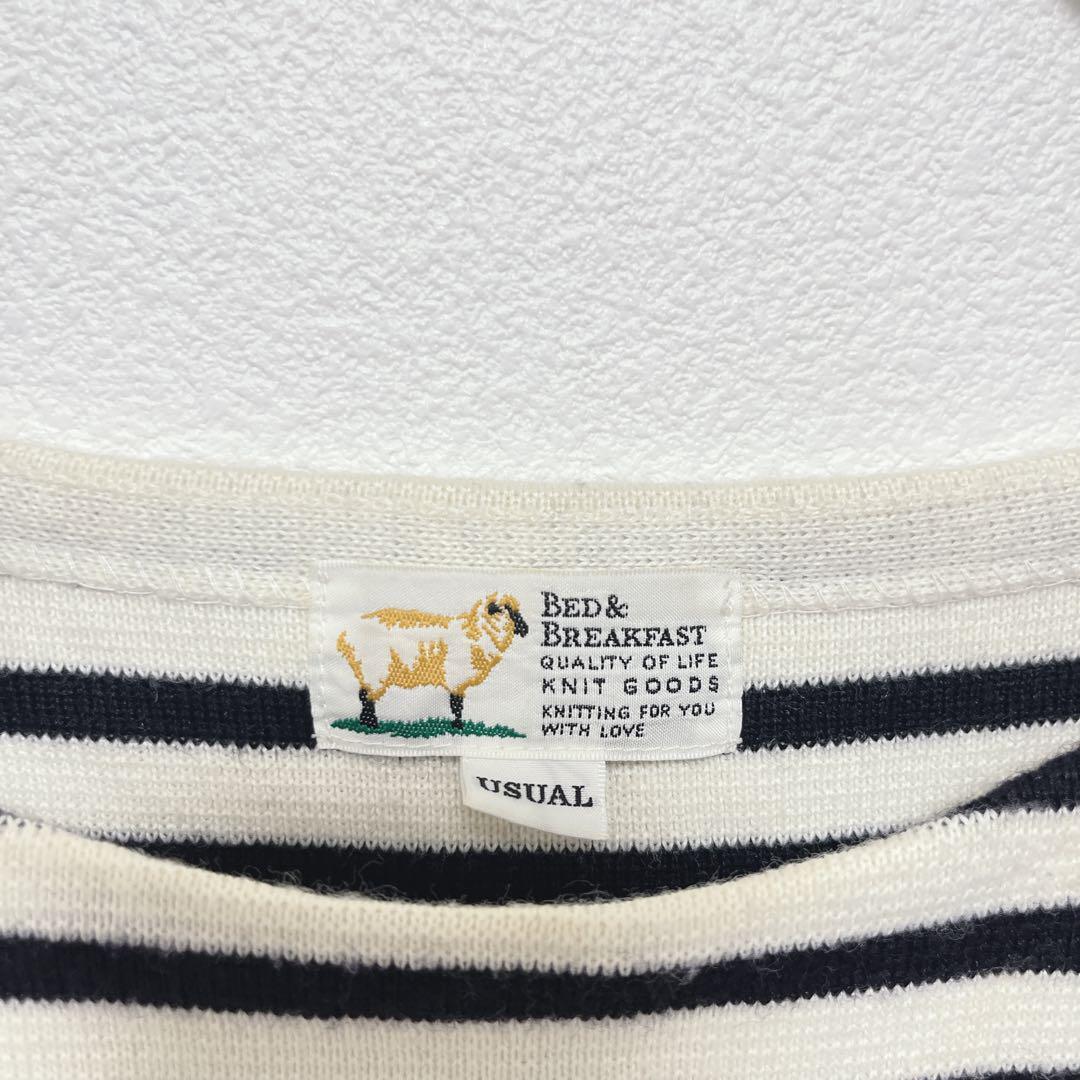 BED &
BREAKFAST
QUALITY OF LIFE
KNIT GOODS
KNITTING FOR YOU
WITH LOVE
USUAL